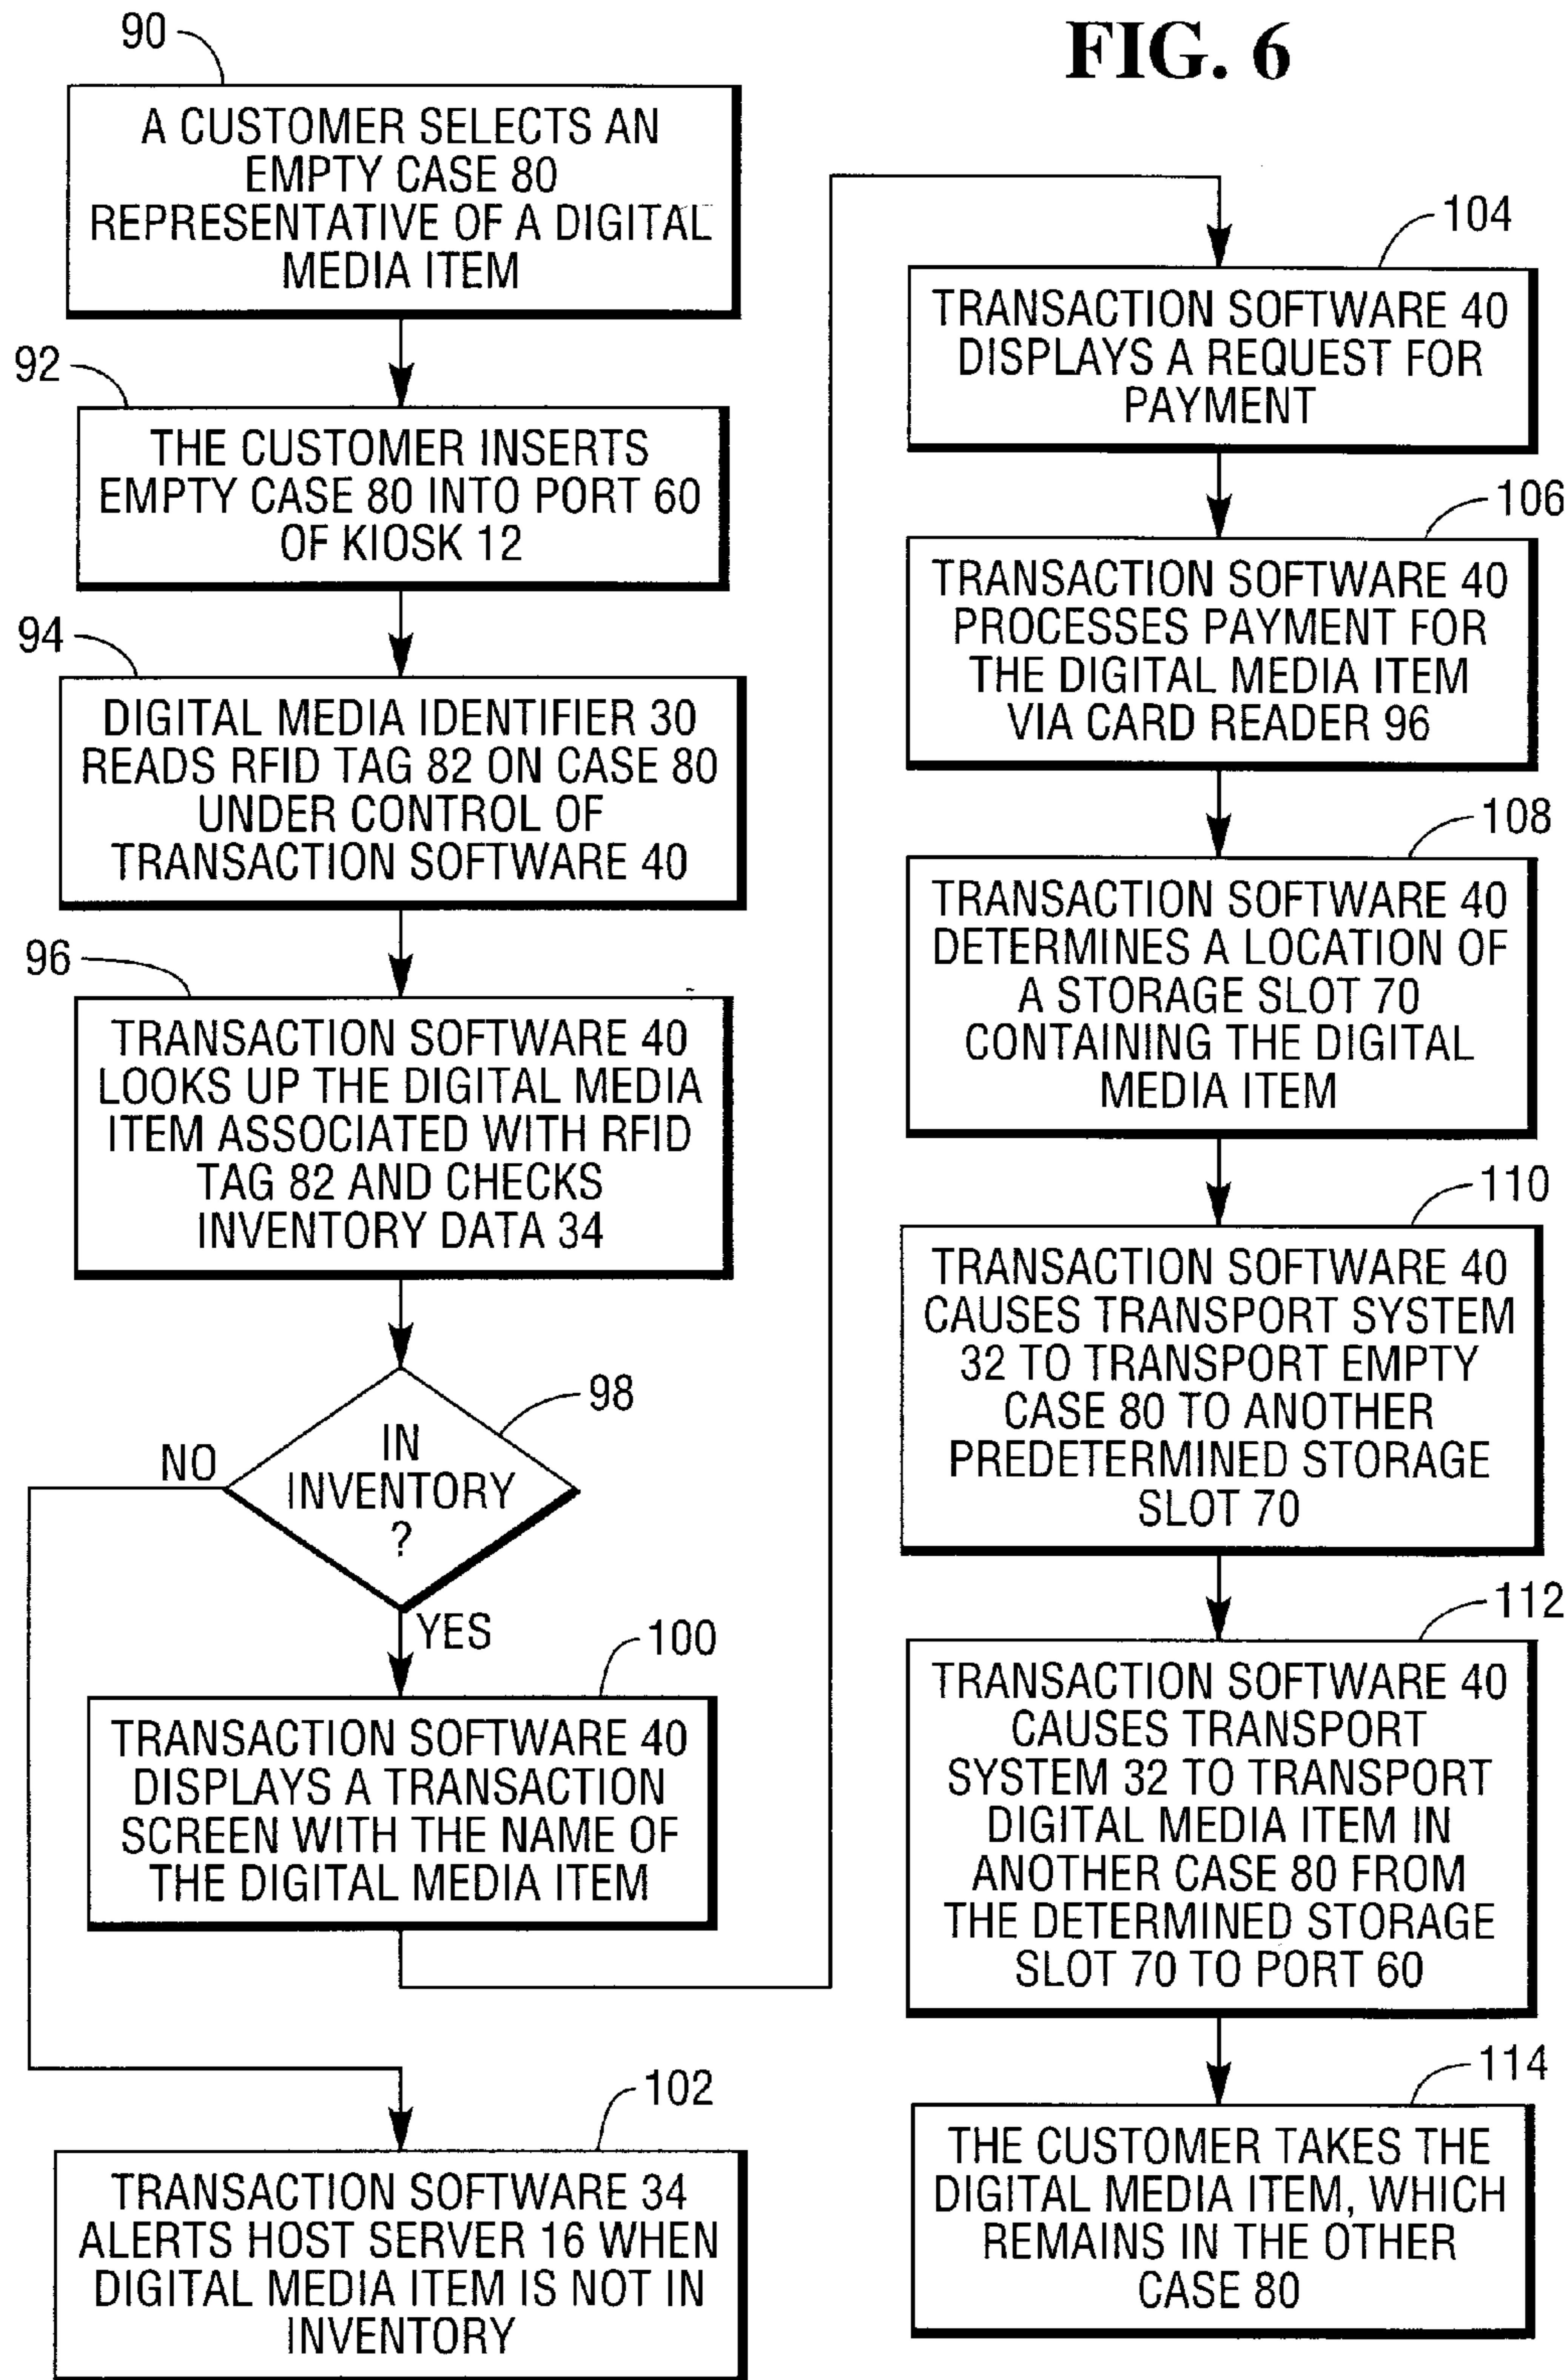 FIG. 6
90
A CUSTOMER SELECTS AN
EMPTY CASE 80
REPRESENTATIVE OF A DIGITAL
MEDIA ITEM
92
THE CUSTOMER INSERTS
EMPTY CASE 80 INTO PORT 60
OF KIOSK 12
94
DIGITAL MEDIA IDENTIFIER 30
READS RFID TAG 82 ON CASE 80
UNDER CONTROL OF
TRANSACTION SOFTWARE 40
96
TRANSACTION SOFTWARE 40
LOOKS UP THE DIGITAL MEDIA
ITEM ASSOCIATED WITH RFID
TAG 82 AND CHECKS
INVENTORY DATA 34
98
IN
INVENTORY
?
NO
YES
100
TRANSACTION SOFTWARE 40
DISPLAYS A TRANSACTION
SCREEN WITH THE NAME OF
THE DIGITAL MEDIA ITEM
102
TRANSACTION SOFTWARE 34
ALERTS HOST SERVER 16 WHEN
DIGITAL MEDIA ITEM IS NOT IN
INVENTORY
104
TRANSACTION SOFTWARE 40
DISPLAYS A REQUEST FOR
PAYMENT
106
TRANSACTION SOFTWARE 40
PROCESSES PAYMENT FOR
THE DIGITAL MEDIA ITEM
VIA CARD READER 96
108
TRANSACTION SOFTWARE 40
DETERMINES A LOCATION OF
A STORAGE SLOT 70
CONTAINING THE DIGITAL
MEDIA ITEM
110
TRANSACTION SOFTWARE 40
CAUSES TRANSPORT SYSTEM
32 TO TRANSPORT EMPTY
CASE 80 TO ANOTHER
PREDETERMINED STORAGE
SLOT 70
112
TRANSACTION SOFTWARE 40
CAUSES TRANSPORT
SYSTEM 32 TO TRANSPORT
DIGITAL MEDIA ITEM IN
ANOTHER CASE 80 FROM
THE DETERMINED STORAGE
SLOT 70 TO PORT 60
114
THE CUSTOMER TAKES THE
DIGITAL MEDIA ITEM, WHICH
REMAINS IN THE OTHER
CASE 80